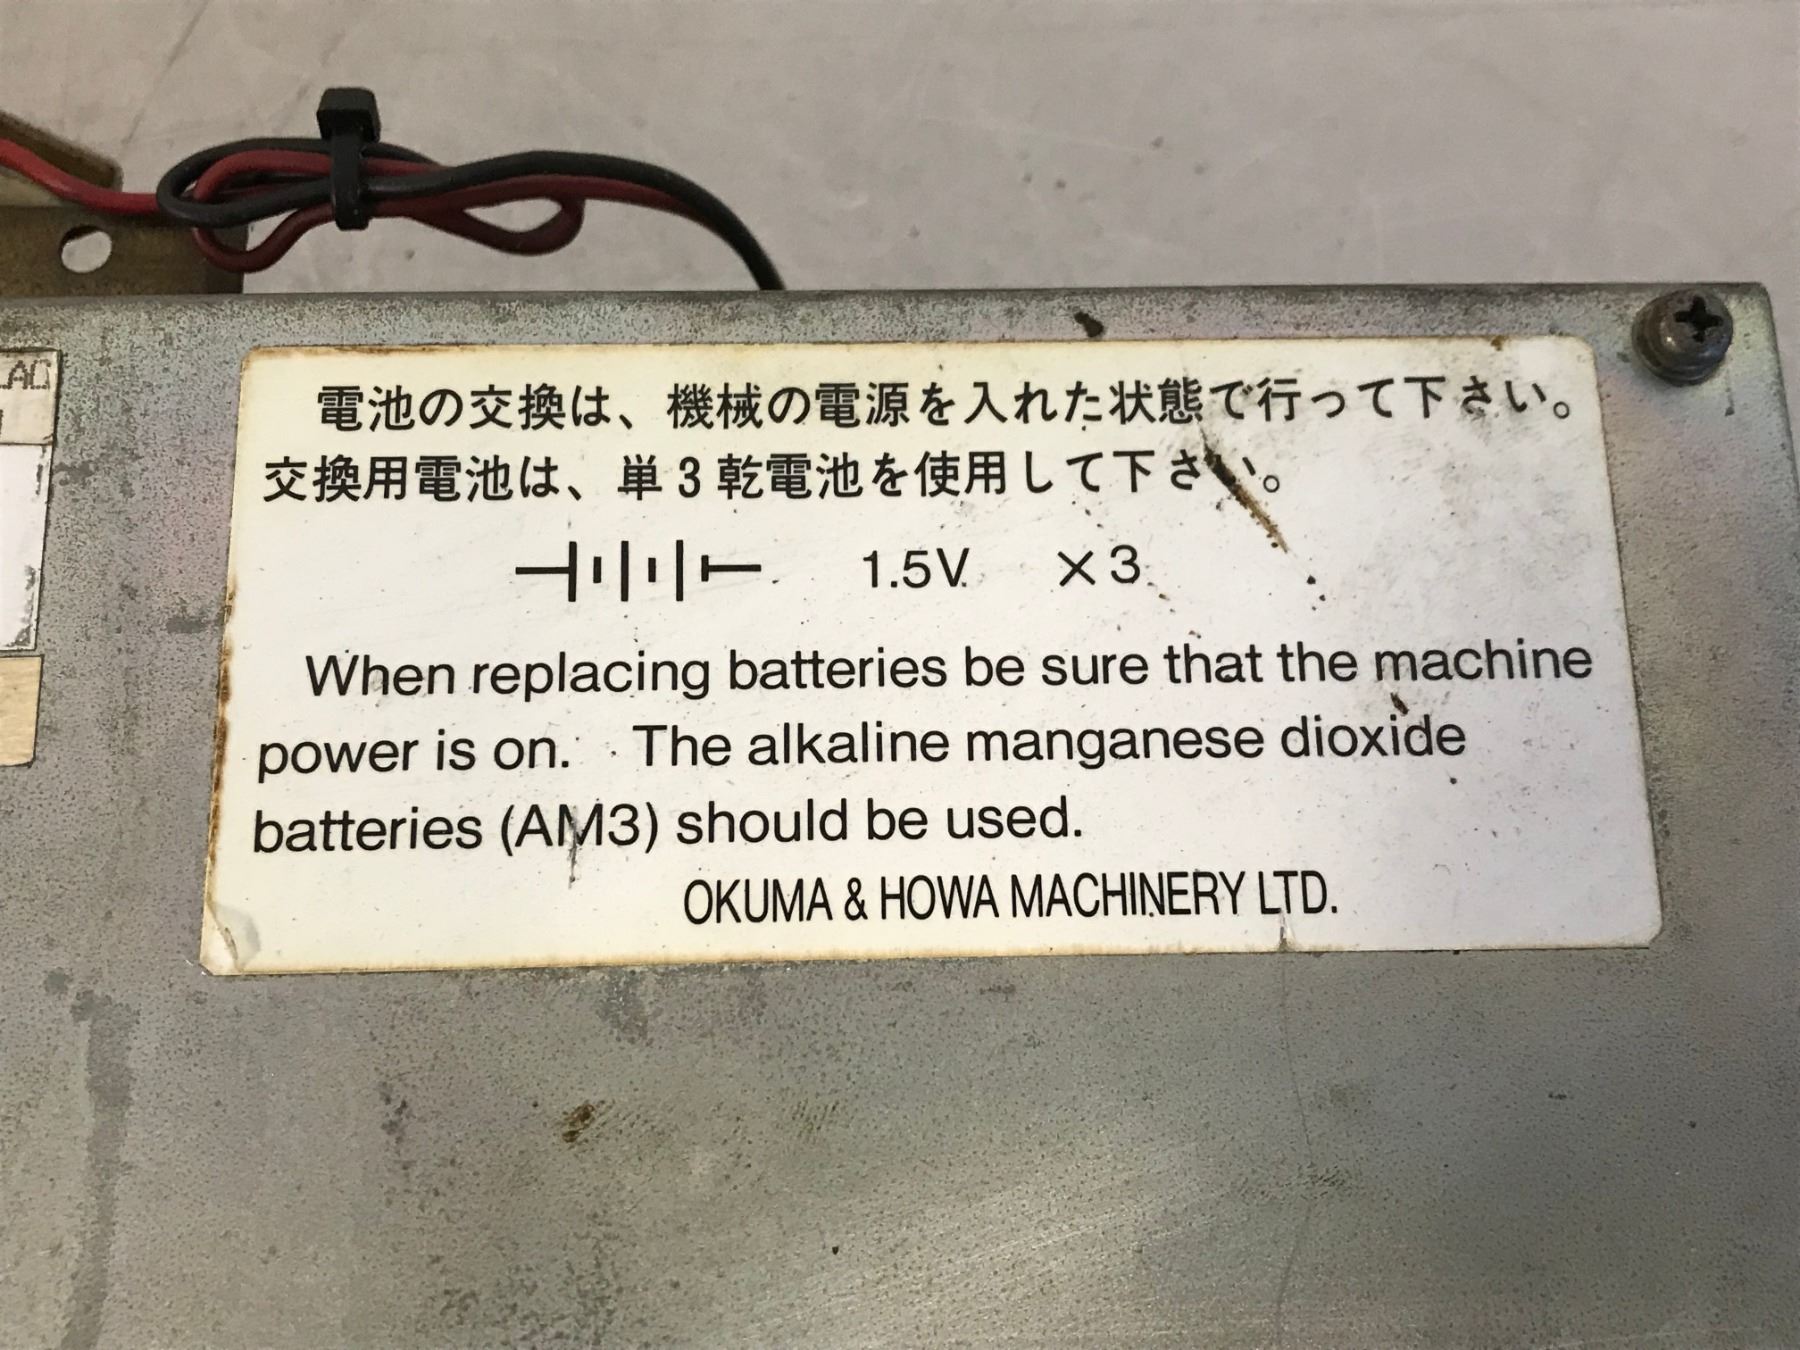 LAC
電池の交換は、機械の電源を入れた状態で行って下さい。
交換用電池は、単3乾電池を使用して下さい。
1.5V ×3
When replacing batteries be sure that the machine
power is on. The alkaline manganese dioxide
batteries (AM3) should be used.
OKUMA & HOWA MACHINERY LTD.